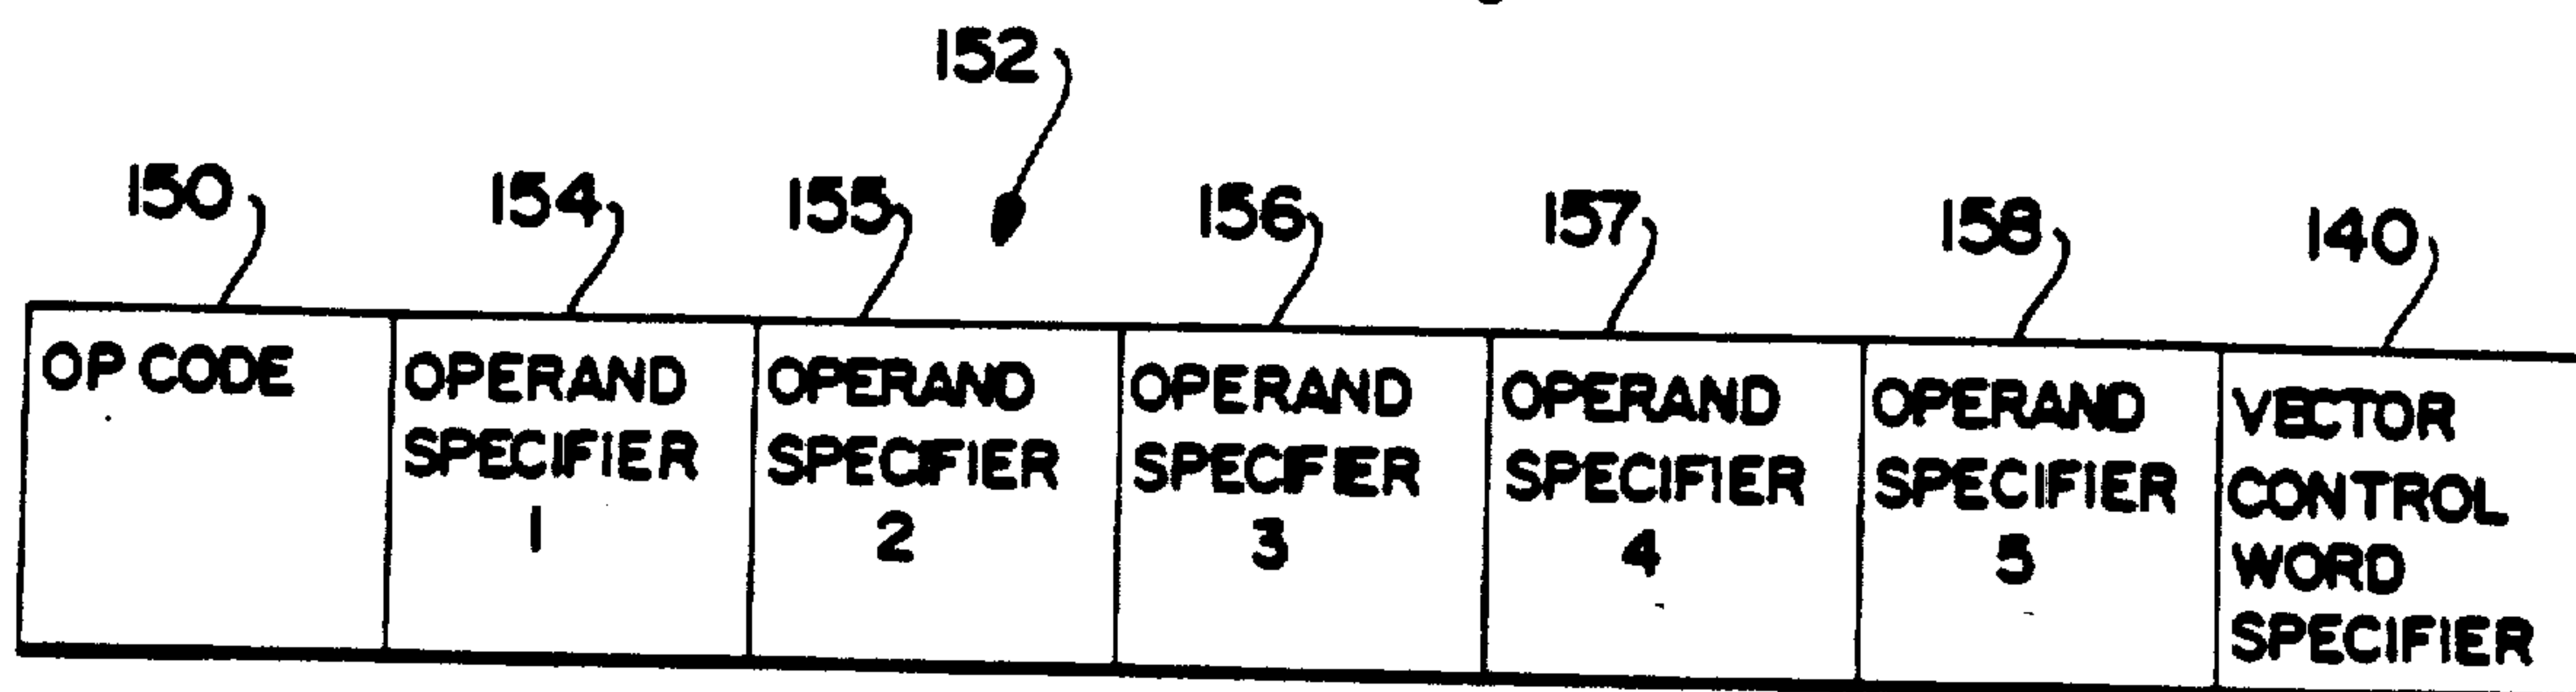 152
150 154 155 156 157 158 140
OP CODE
OPERAND
SPECIFIER
1
OPERAND
SPECIFIER
2
OPERAND
SPECIFIER
3
OPERAND
SPECIFIER
4
OPERAND
SPECIFIER
5
VECTOR
CONTROL
WORD
SPECIFIER